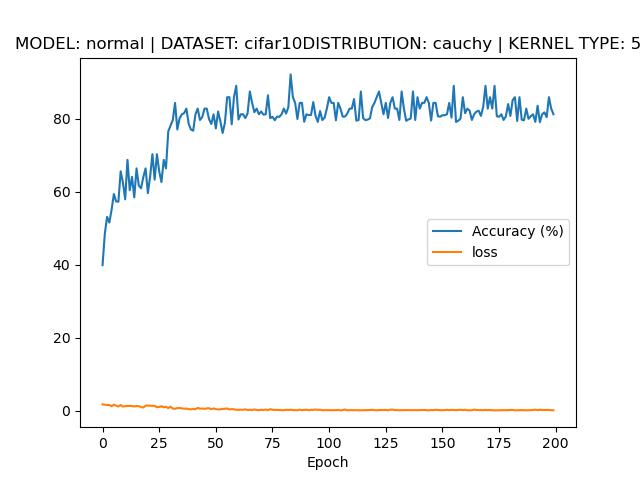 MODEL: normal | DATASET: cifar10DISTRIBUTION: cauchy | KERNEL TYPE: 5
80
60
40
20
0
Accuracy (%)
loss
0 25 50 75 100 125 150 175 200
Epoch